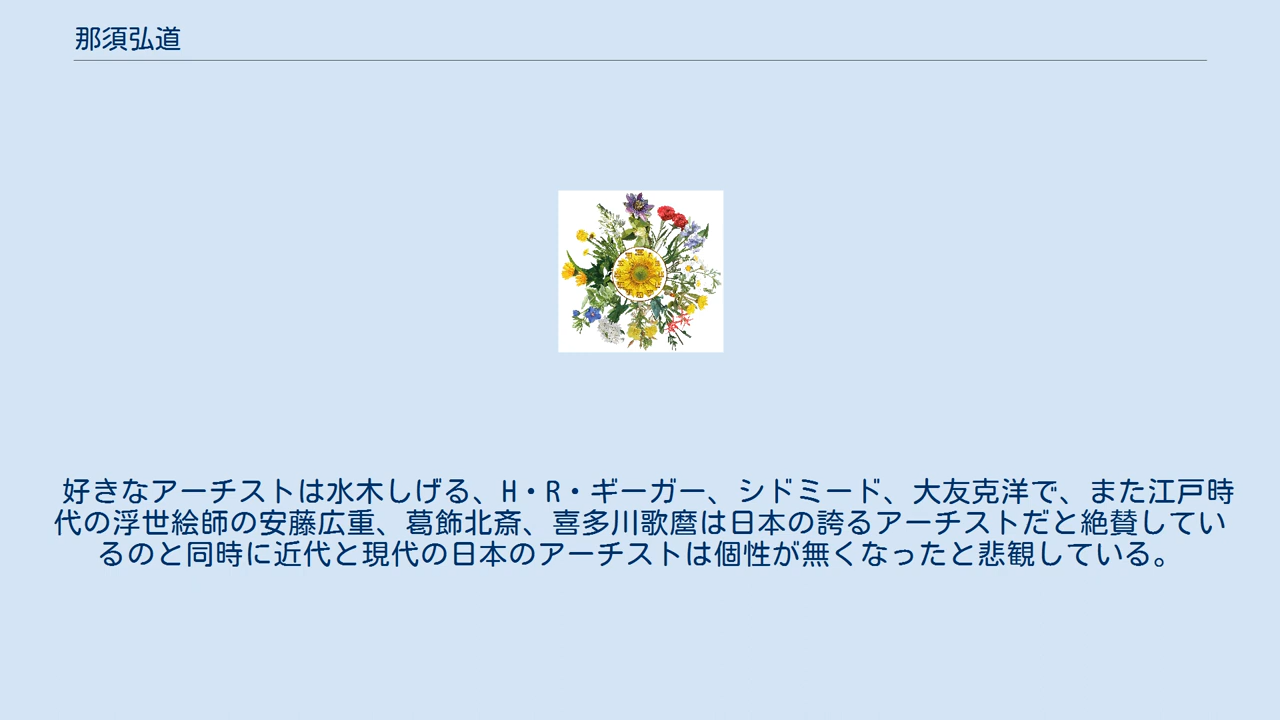 那須弘道
好きなアーチストは水木しげる、H・R・ギーガー、シドミード、大友克洋で、また江戸時
代の浮世絵師の安藤広重、葛飾北斎、喜多川歌麿は日本の誇るアーチストだと絶賛してい
るのと同時に近代と現代の日本のアーチストは個性が無くなったと悲観している。